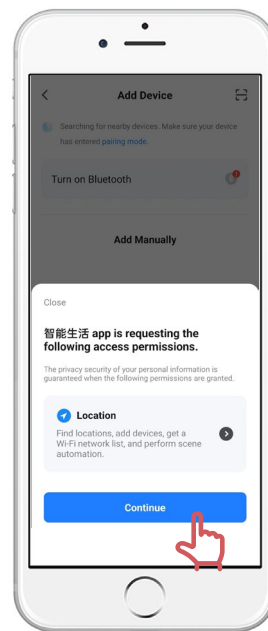 Add Device
Searching for nearby devices. Make sure your device
has entered pairing mode.
Turn on Bluetooth
Add Manually
Close
智能生活 app is requesting the
following access permissions.
The privacy security of your personal information is
guaranteed when the following permissions are granted.
Location
Find locations, add devices, get a
Wi-Fi network list, and perform scene
automation.
Continue